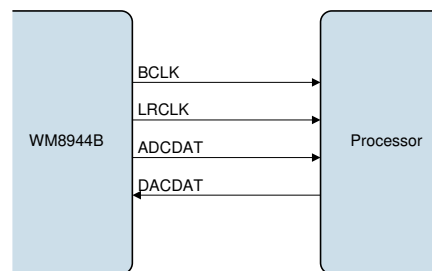 BCLK
LRCLK
WM8944B
ADCDAT
Processor
DACDAT